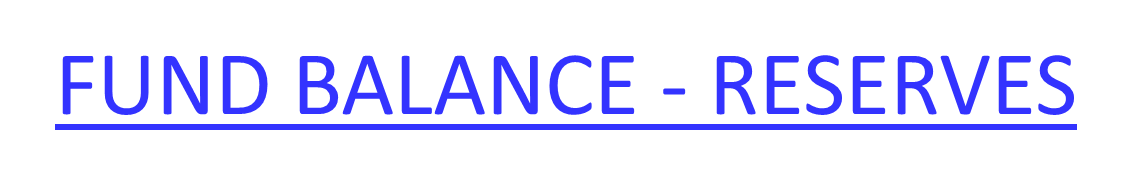 FUND BALANCE - RESERVES